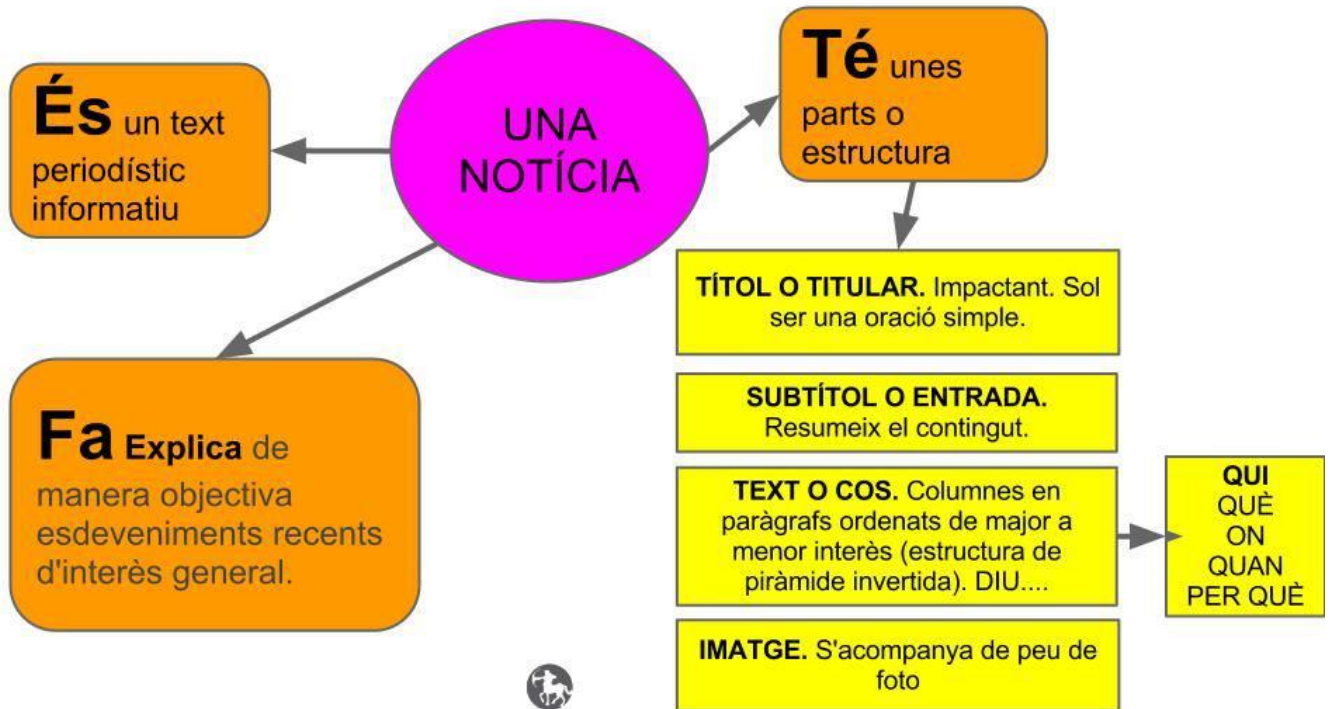 UNA
NOTÍCIA
És un text
periodístic
informatiu
Té unes
parts o
estructura
Fa Explica de
manera objectiva
esdeveniments recents
d'interès general.
TÍTOL O TITULAR. Impactant. Sol
ser una oració simple.
SUBTÍTOL O ENTRADA.
Resumeix el contingut.
TEXT O COS. Columnes en
paràgrafs ordenats de major a
menor interès (estructura de
piràmide invertida). DIU....
QUI
QUÈ
ON
QUAN
PER QUÈ
IMATGE. S'acompanya de peu de
foto